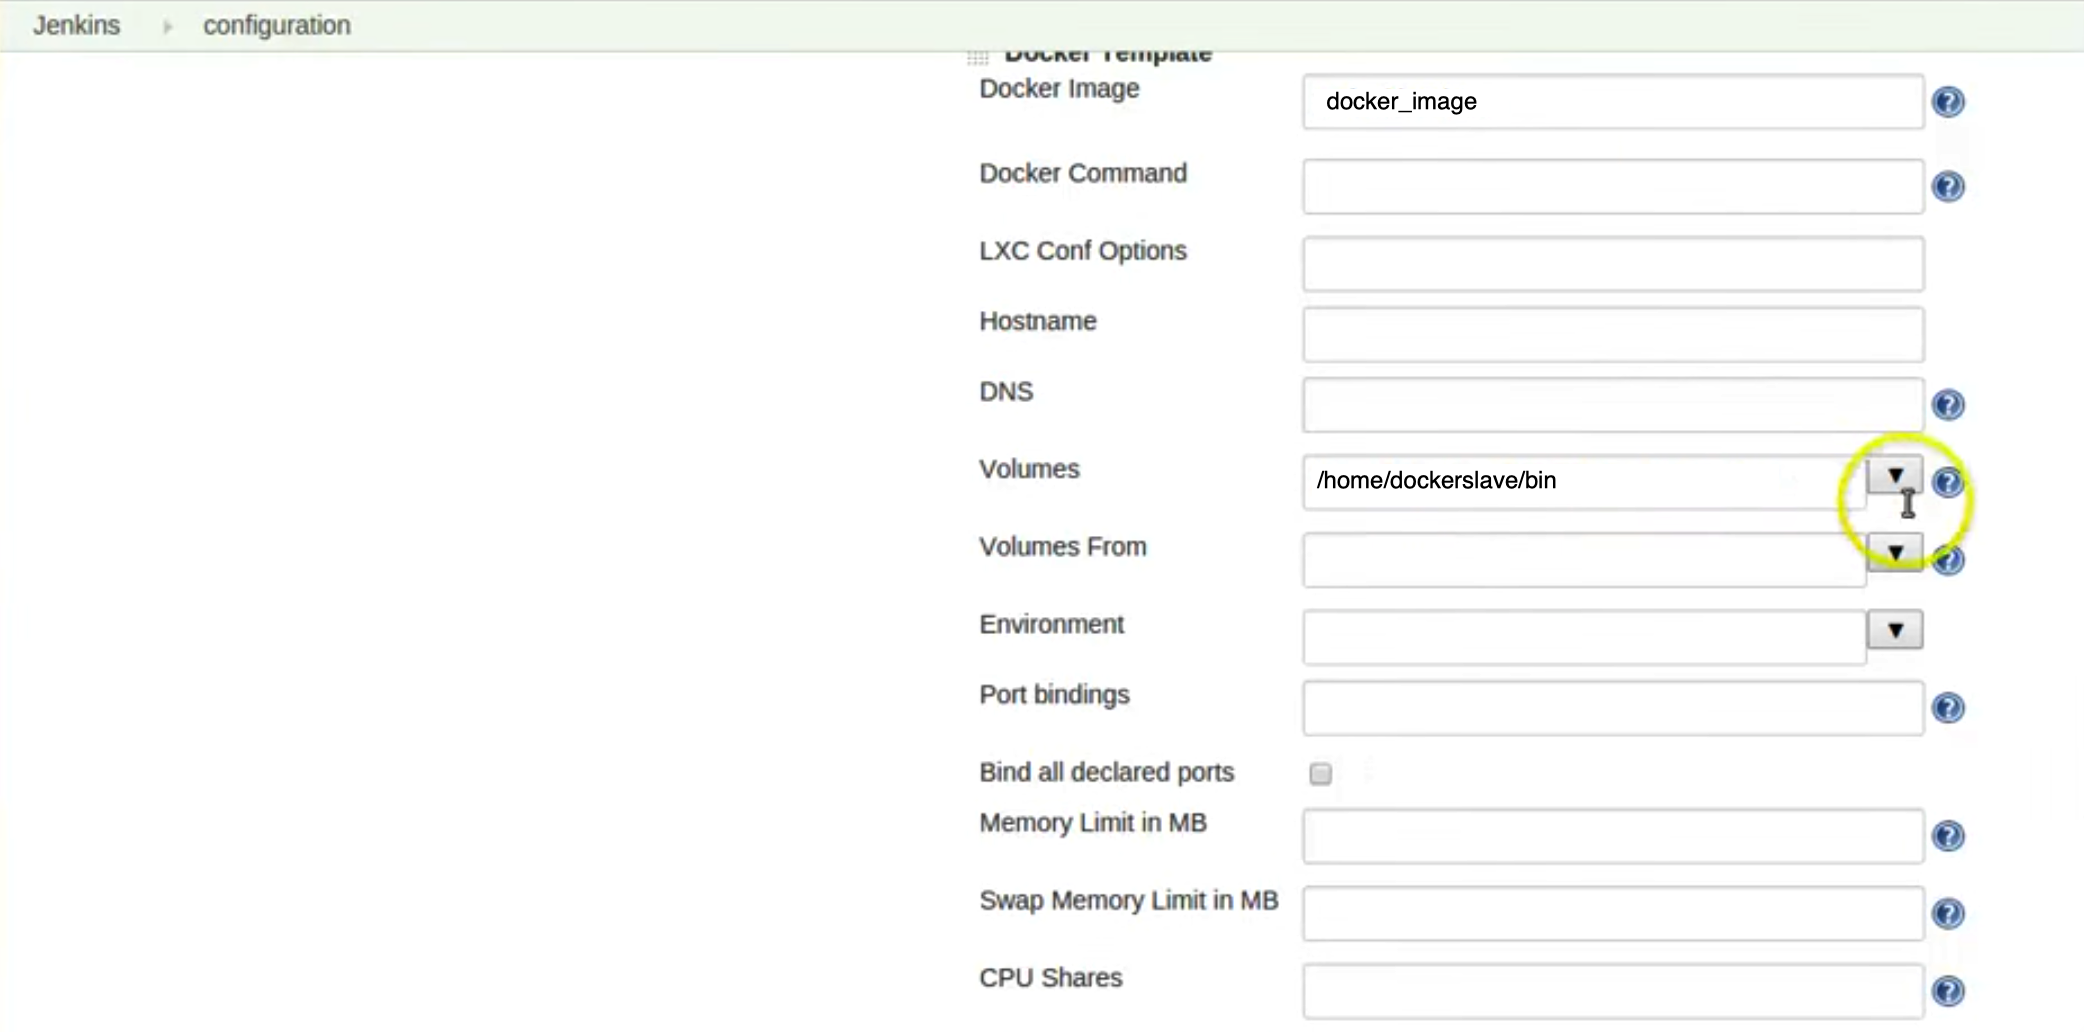 Jenkins configuration
Docker Template
Docker Image docker_image
Docker Command
LXC Conf Options
Hostname
DNS
Volumes /home/dockerslave/bin
Volumes From
Environment
Port bindings
Bind all declared ports
Memory Limit in MB
Swap Memory Limit in MB
CPU Shares